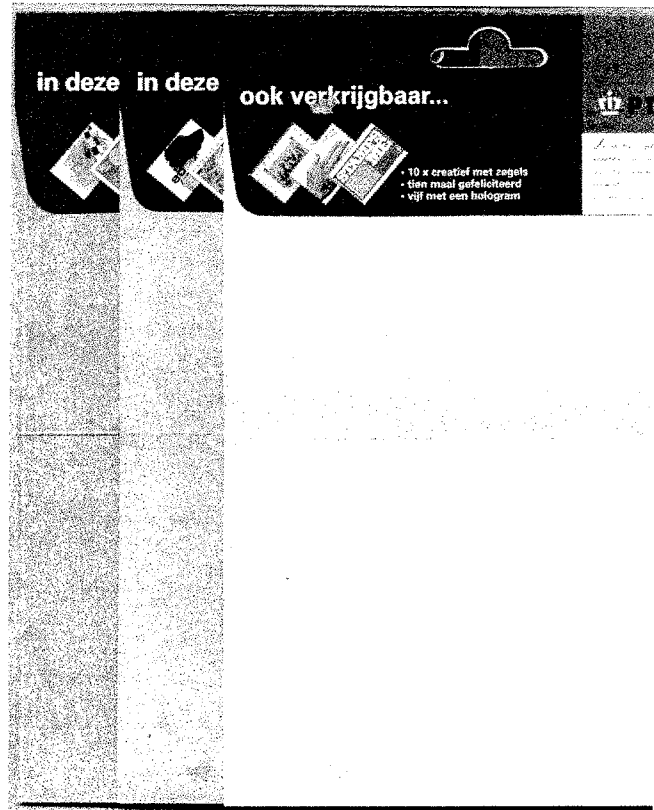 in deze
in deze
ook verkrijgbaar...
• 10 x creatief met zegels
• tien maal gefeliciteerd
• vijf met een hologram